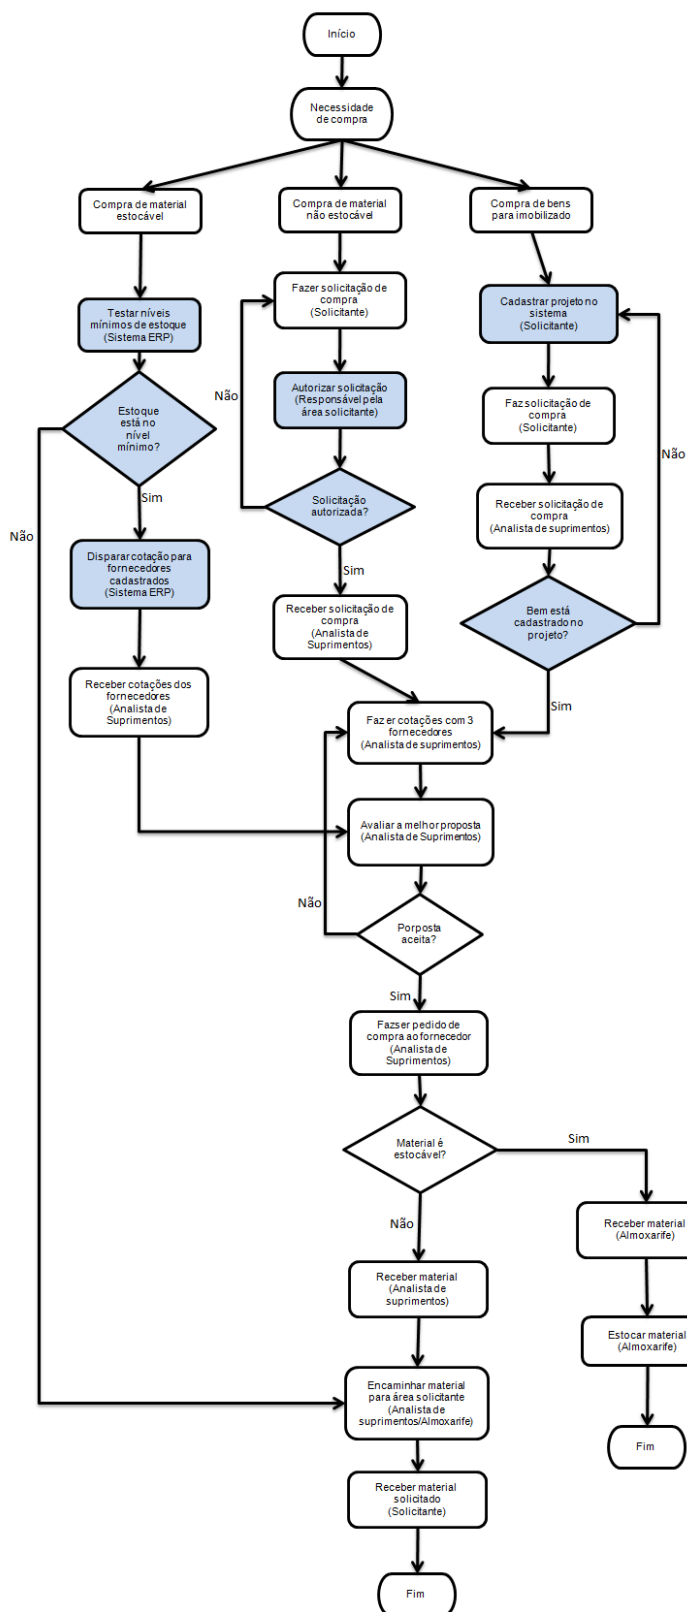 Início
Necessidade
de compra
Compra de material
estocável
Compra de material
não estocável
Compra de bens
para imobilizado
Testar níveis
mínimos de estoque
(Sistema ERP)
Fazer solicitação de
compra
(Solicitante)
Cadastrar projeto no
sistema
(Solicitante)
Não
Autorizar solicitação
(Responsável pela
área solicitante)
Faz solicitação de
compra
(Solicitante)
Não
Estoque
está no
nível
mínimo?
Sim
Não
Solicitação
autorizada?
Receber solicitação de
compra
(Analista de suprimentos)
Disparar cotação para
fornecedores
cadastrados
(Sistema ERP)
Sim
Receber solicitação de
compra
(Analista de
Suprimentos)
Bem está
cadastrado no
projeto?
Sim
Receber cotações dos
fornecedores
(Analista de
Suprimentos)
Fazer cotações com 3
fornecedores
(Analista de suprimentos)
Avaliar a melhor proposta
(Analista de Suprimentos)
Não
Porposta
aceita?
Sim
Fazser pedido de
compra ao fornecedor
(Analista de
Suprimentos)
Material é
estocável?
Sim
Não
Receber material
(Almoxarife)
Receber material
(Analista de
suprimentos)
Estocar material
(Almoxarife)
Encaminhar material
para área solicitante
(Analista de
suprimentos/Almoxarife)
Fim
Receber material
solicitado
(Solicitante)
Fim